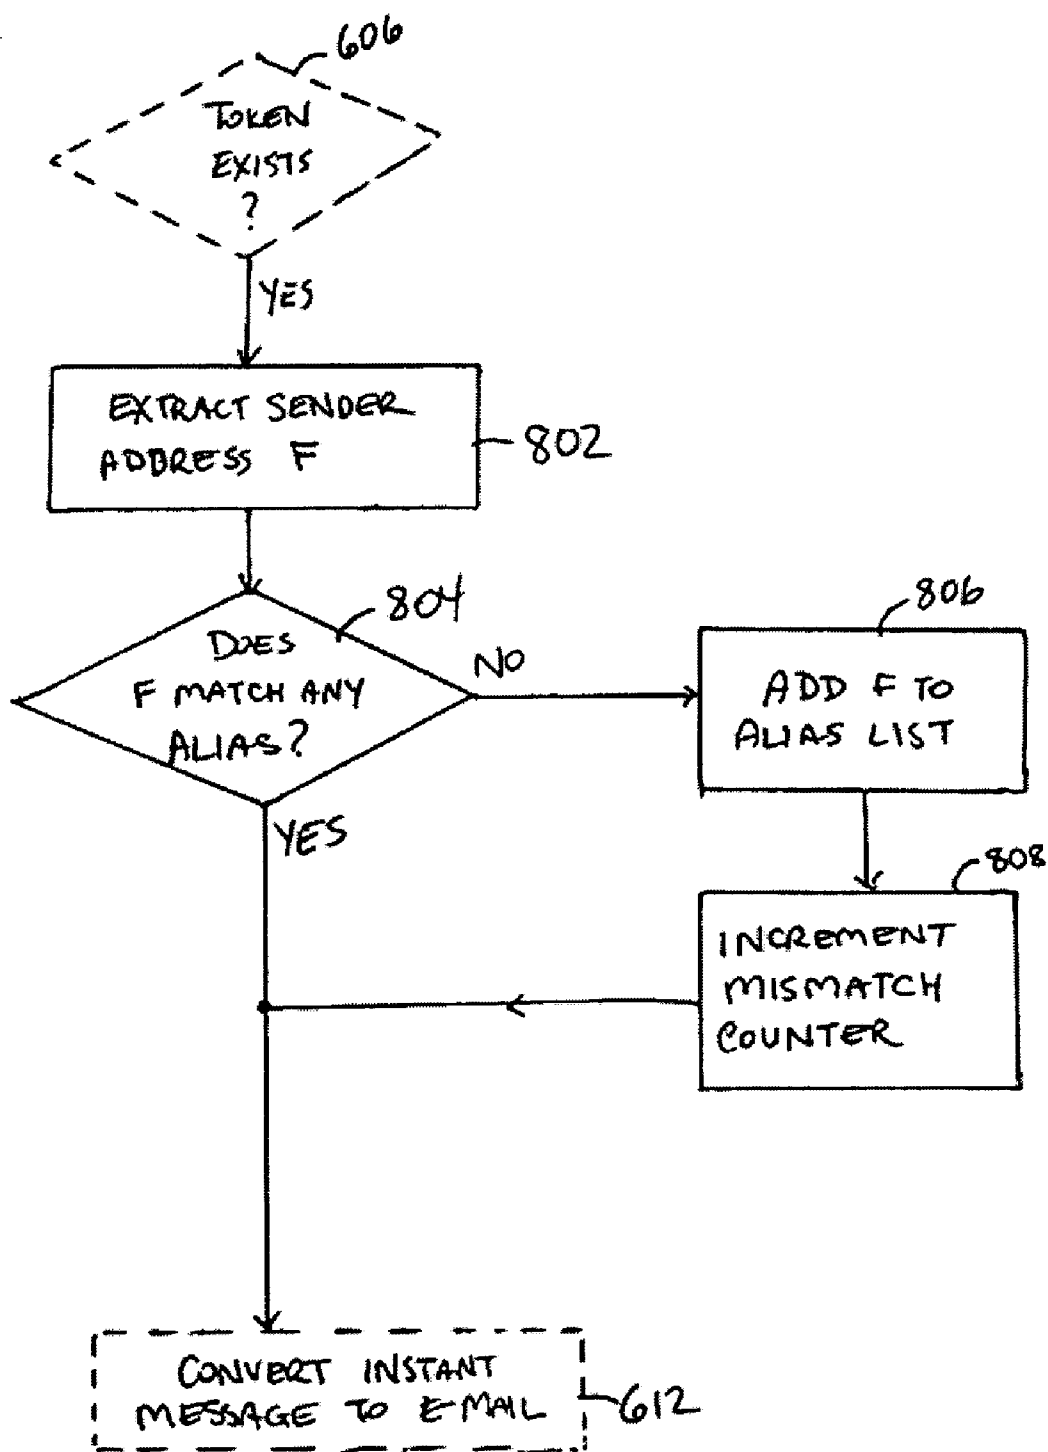 606
TOKEN
EXISTS
?
YES
EXTRACT SENDER
ADDRESS F
802
804
DOES
F MATCH ANY
ALIAS?
NO
806
ADD F TO
ALIAS LIST
YES
808
INCREMENT
MISMATCH
COUNTER
CONVERT INSTANT
MESSAGE TO E-MAIL
612